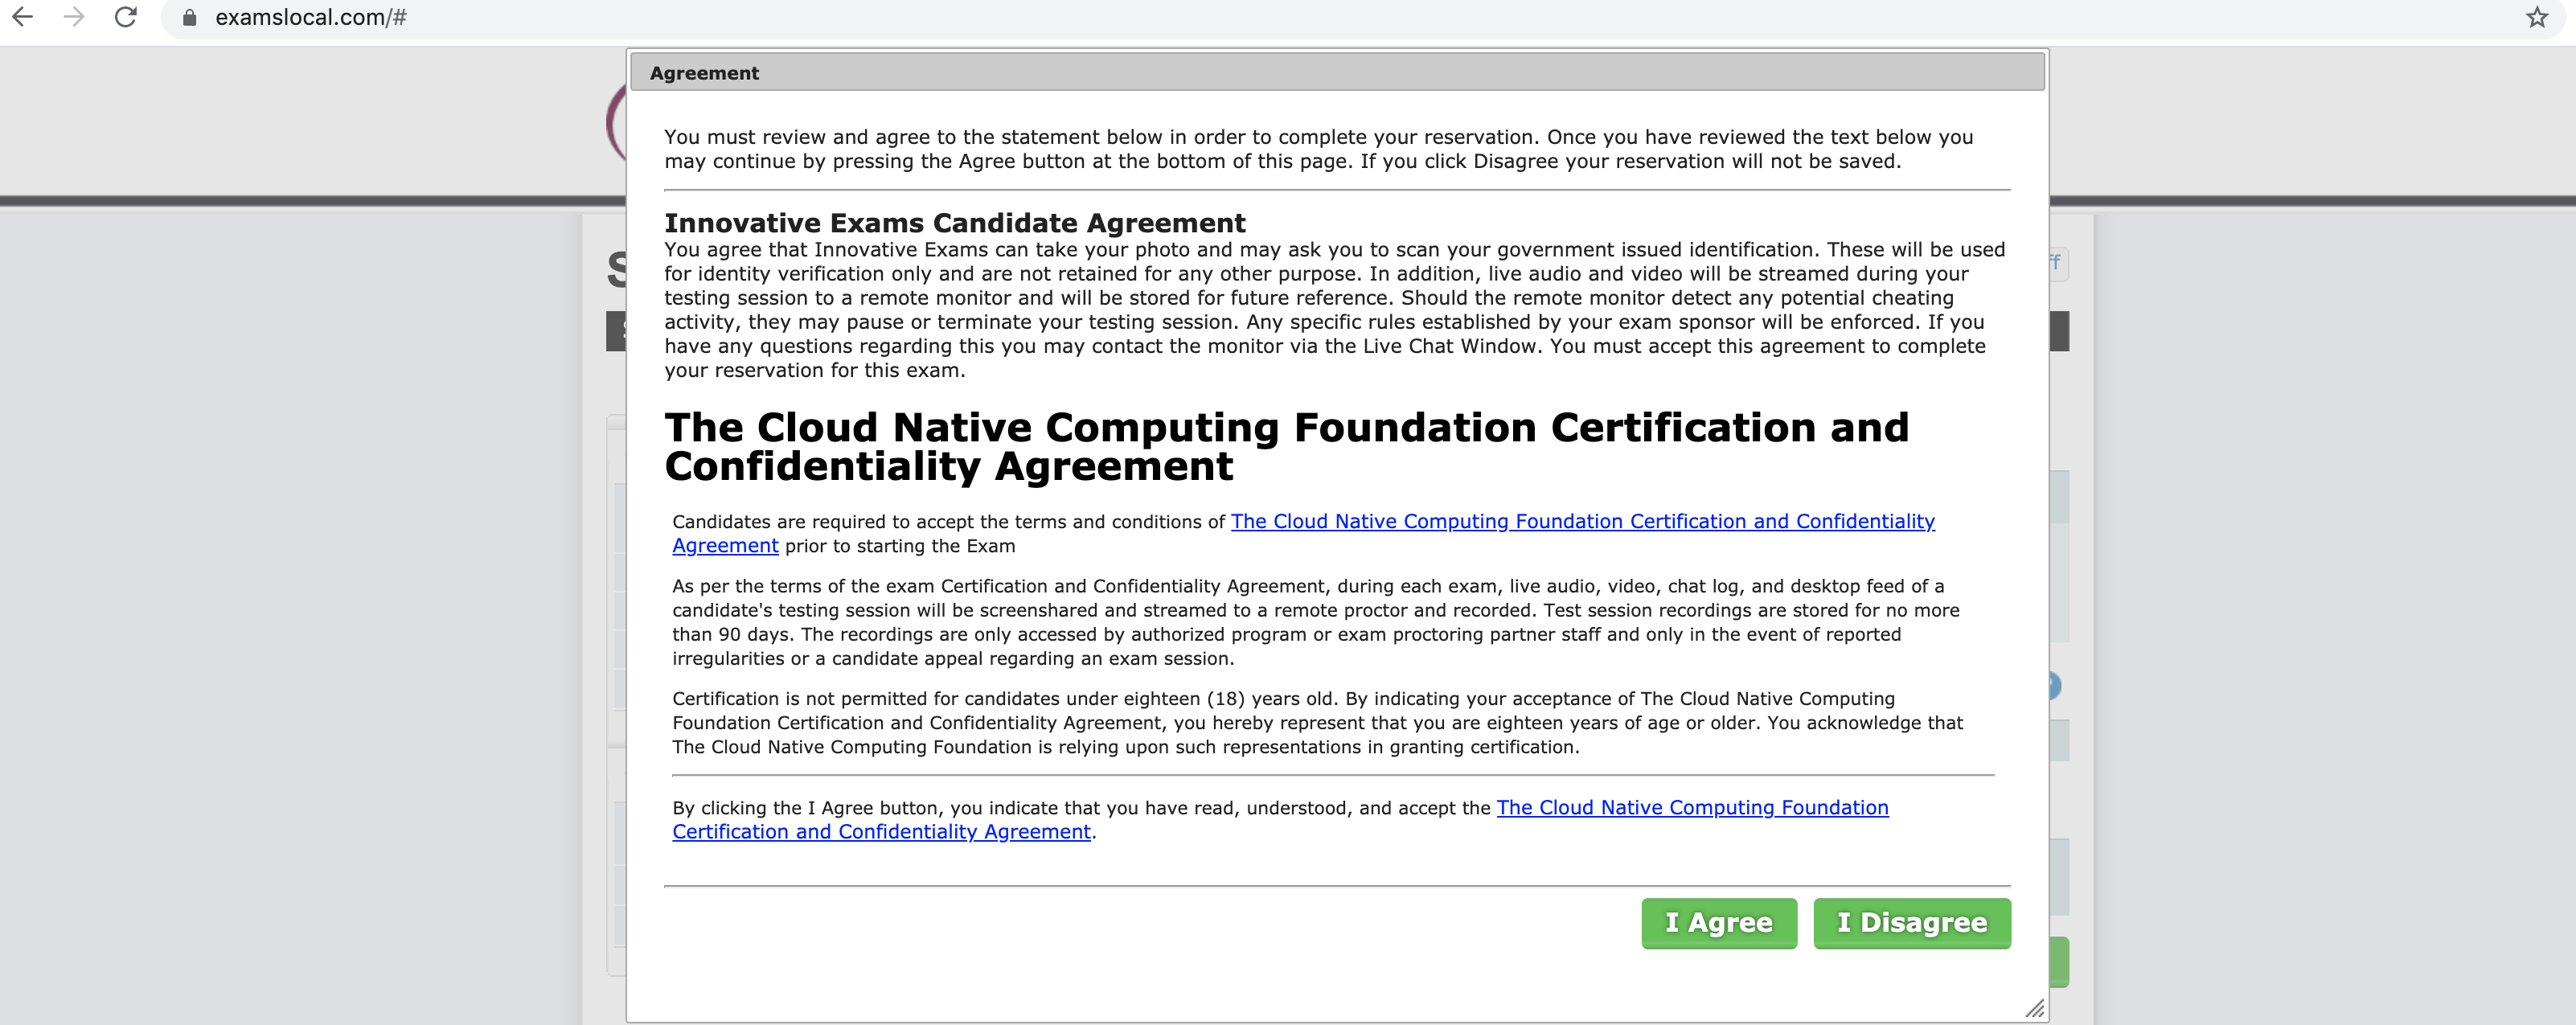 examslocal.com/#
Agreement
You must review and agree to the statement below in order to complete your reservation. Once you have reviewed the text below you
may continue by pressing the Agree button at the bottom of this page. If you click Disagree your reservation will not be saved.
Innovative Exams Candidate Agreement
You agree that Innovative Exams can take your photo and may ask you to scan your government issued identification. These will be used
for identity verification only and are not retained for any other purpose. In addition, live audio and video will be streamed during your
testing session to a remote monitor and will be stored for future reference. Should the remote monitor detect any potential cheating
activity, they may pause or terminate your testing session. Any specific rules established by your exam sponsor will be enforced. If you
have any questions regarding this you may contact the monitor via the Live Chat Window. You must accept this agreement to complete
your reservation for this exam.
The Cloud Native Computing Foundation Certification and
Confidentiality Agreement
Candidates are required to accept the terms and conditions of The Cloud Native Computing Foundation Certification and Confidentiality
Agreement prior to starting the Exam
As per the terms of the exam Certification and Confidentiality Agreement, during each exam, live audio, video, chat log, and desktop feed of a
candidate's testing session will be screenshared and streamed to a remote proctor and recorded. Test session recordings are stored for no more
than 90 days. The recordings are only accessed by authorized program or exam proctoring partner staff and only in the event of reported
irregularities or a candidate appeal regarding an exam session.
Certification is not permitted for candidates under eighteen (18) years old. By indicating your acceptance of The Cloud Native Computing
Foundation Certification and Confidentiality Agreement, you hereby represent that you are eighteen years of age or older. You acknowledge that
The Cloud Native Computing Foundation is relying upon such representations in granting certification.
By clicking the I Agree button, you indicate that you have read, understood, and accept the The Cloud Native Computing Foundation
Certification and Confidentiality Agreement.
I Agree I Disagree